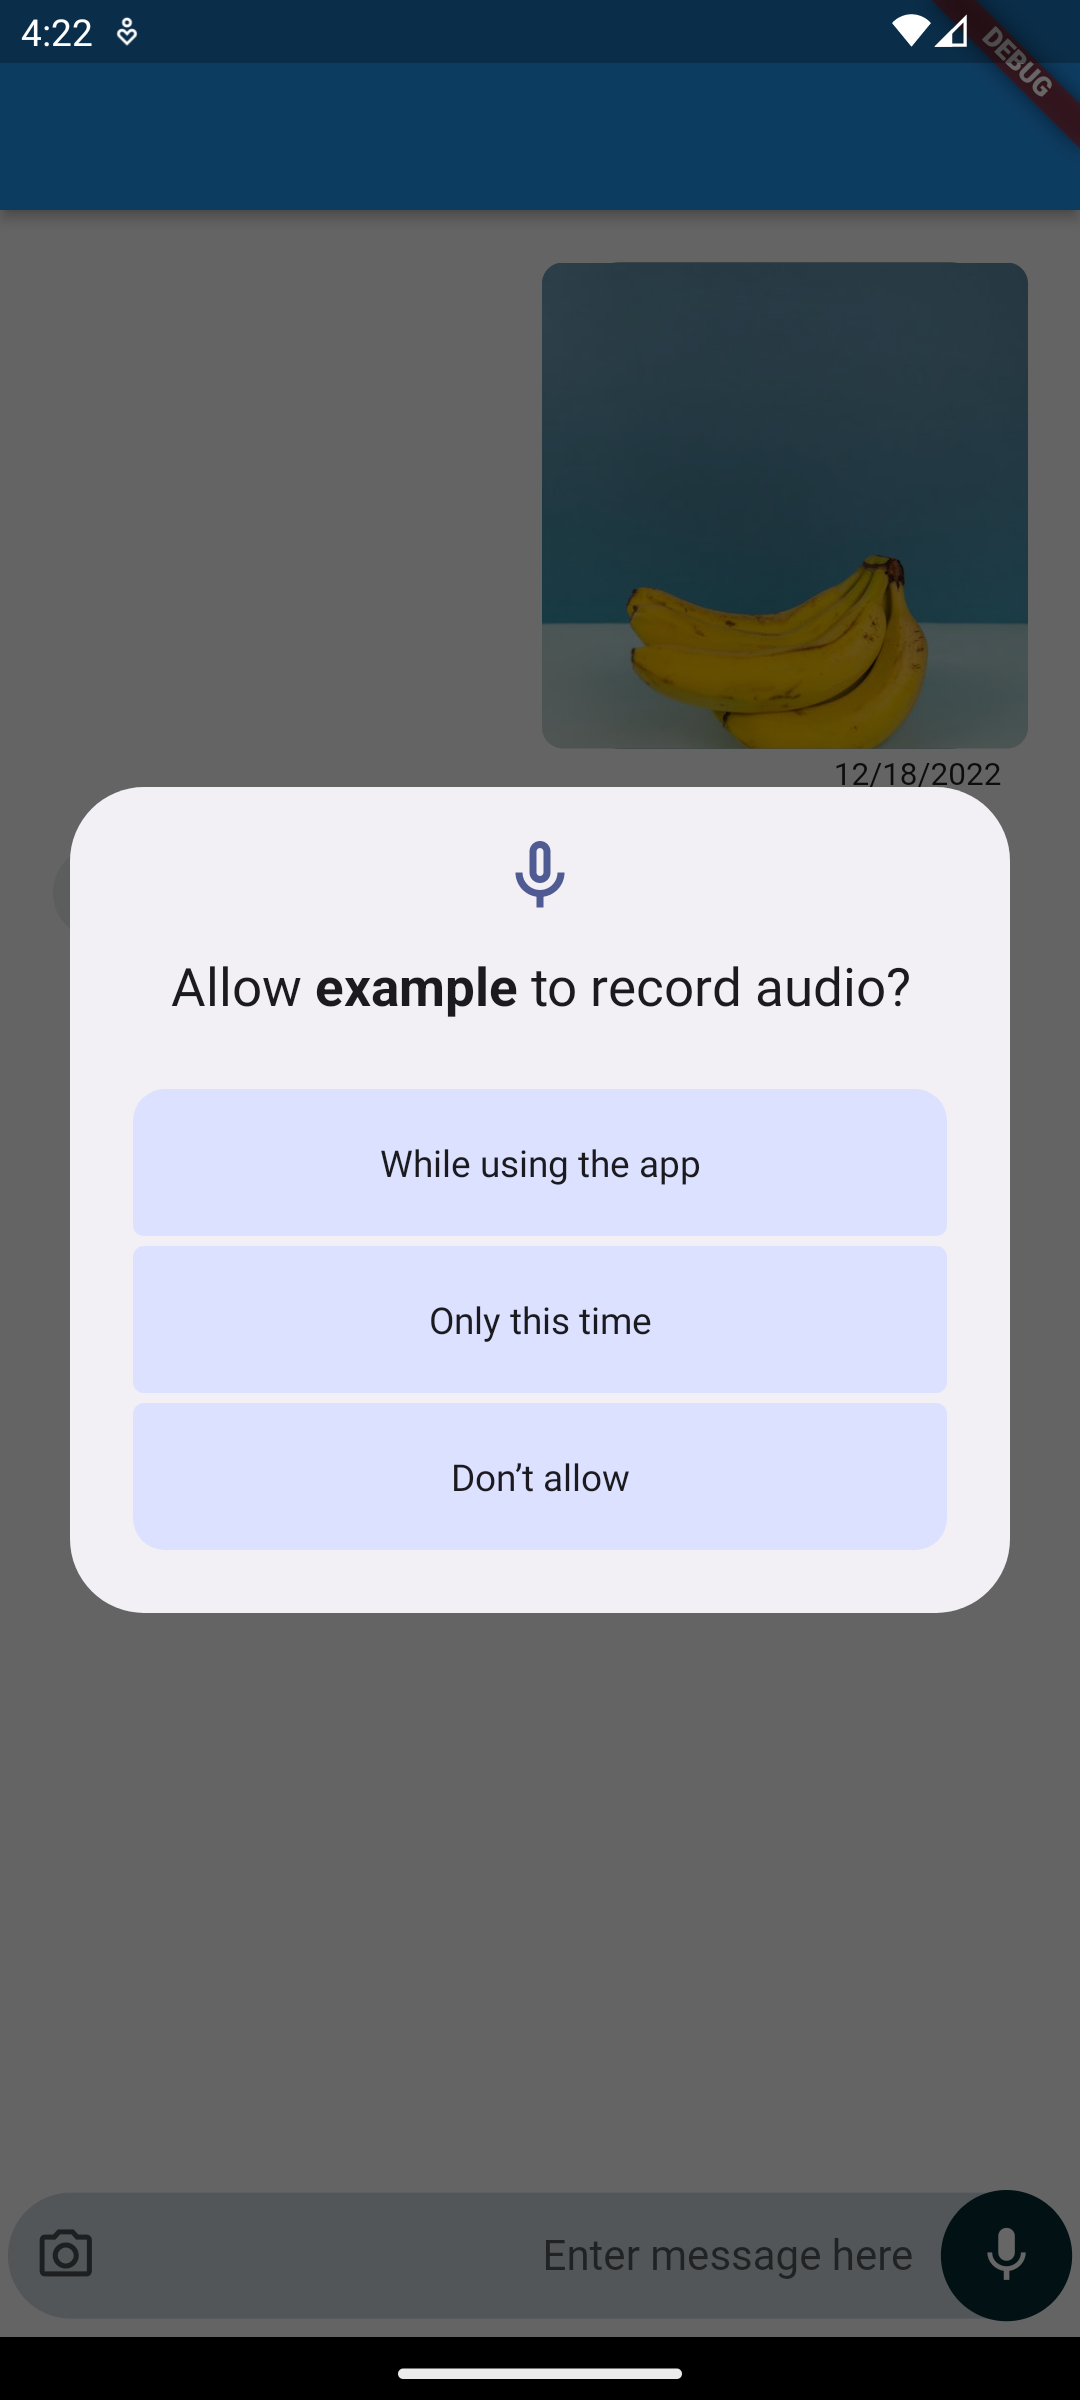 4:22
DEBUG
12/18/2022
Allow example to record audio?
While using the app
Only this time
Don’t allow
Enter message here